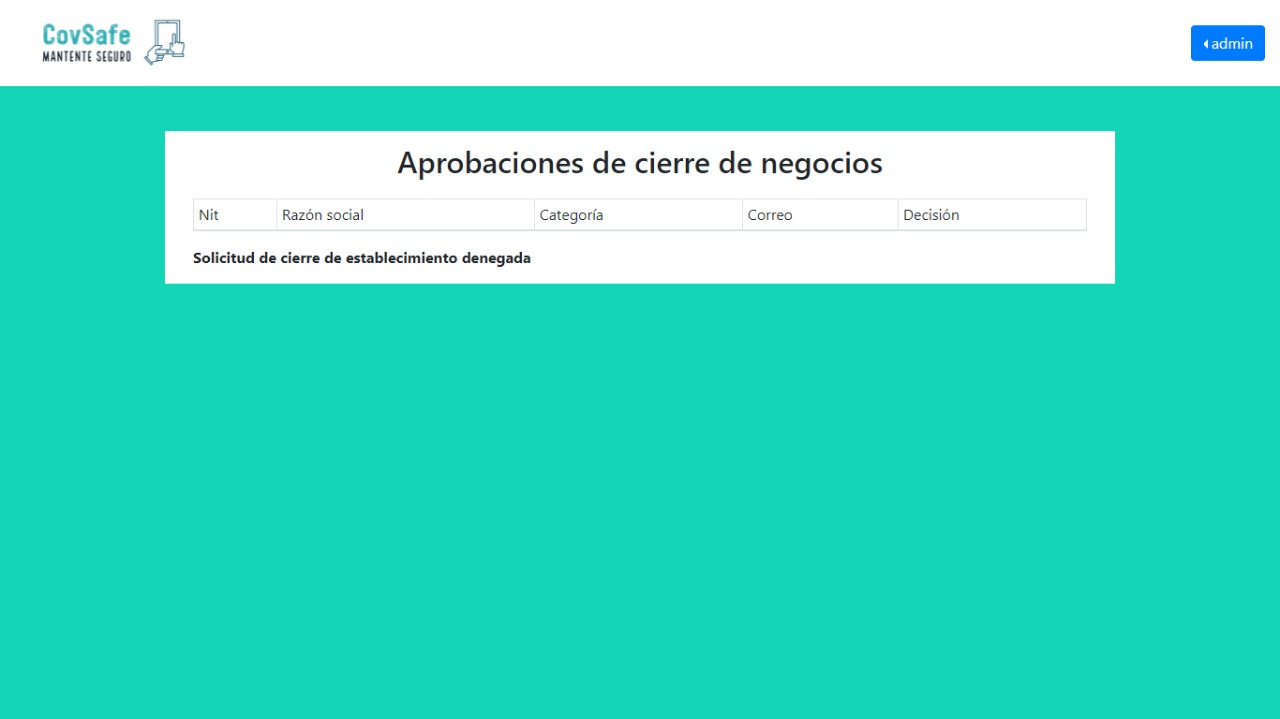 CovSafe
MANTENTE SEGURO
admin
Aprobaciones de cierre de negocios
Nit Razón social Categoría Correo Decisión
Solicitud de cierre de establecimiento denegada